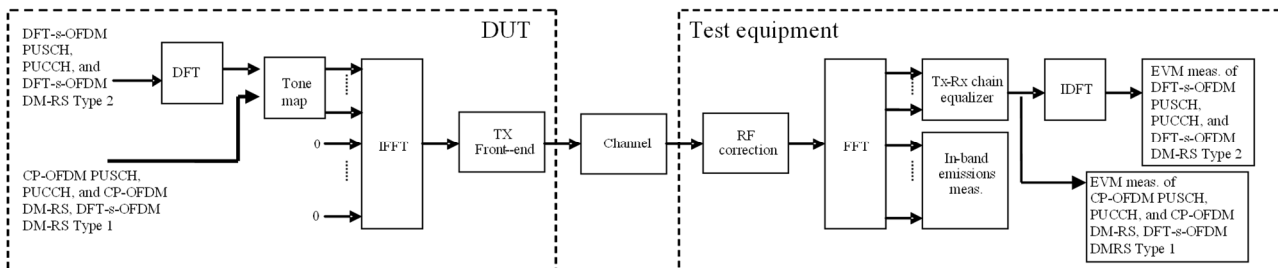 DUT
Test equipment
DFT-s-OFDM
PUSCH,
PUCCH, and
DFT-s-OFDM
DM-RS Type 2
DFT
Tone
map
CP-OFDM PUSCH,
PUCCH, and CP-OFDM
DM-RS, DFT-s-OFDM
DM-RS Type 1
0
0
IFFT
TX
Front--end
Channel
RF
correction
FFT
Tx-Rx chain
equalizer
In-band
emissions
meas.
IDFT
EVM meas. of
DFT-s-OFDM
PUSCH,
PUCCH, and
DFT-s-OFDM
DM-RS Type 2
EVM meas. of
CP-OFDM PUSCH,
PUCCH, and CP-OFDM
DM-RS, DFT-s-OFDM
DMRS Type 1